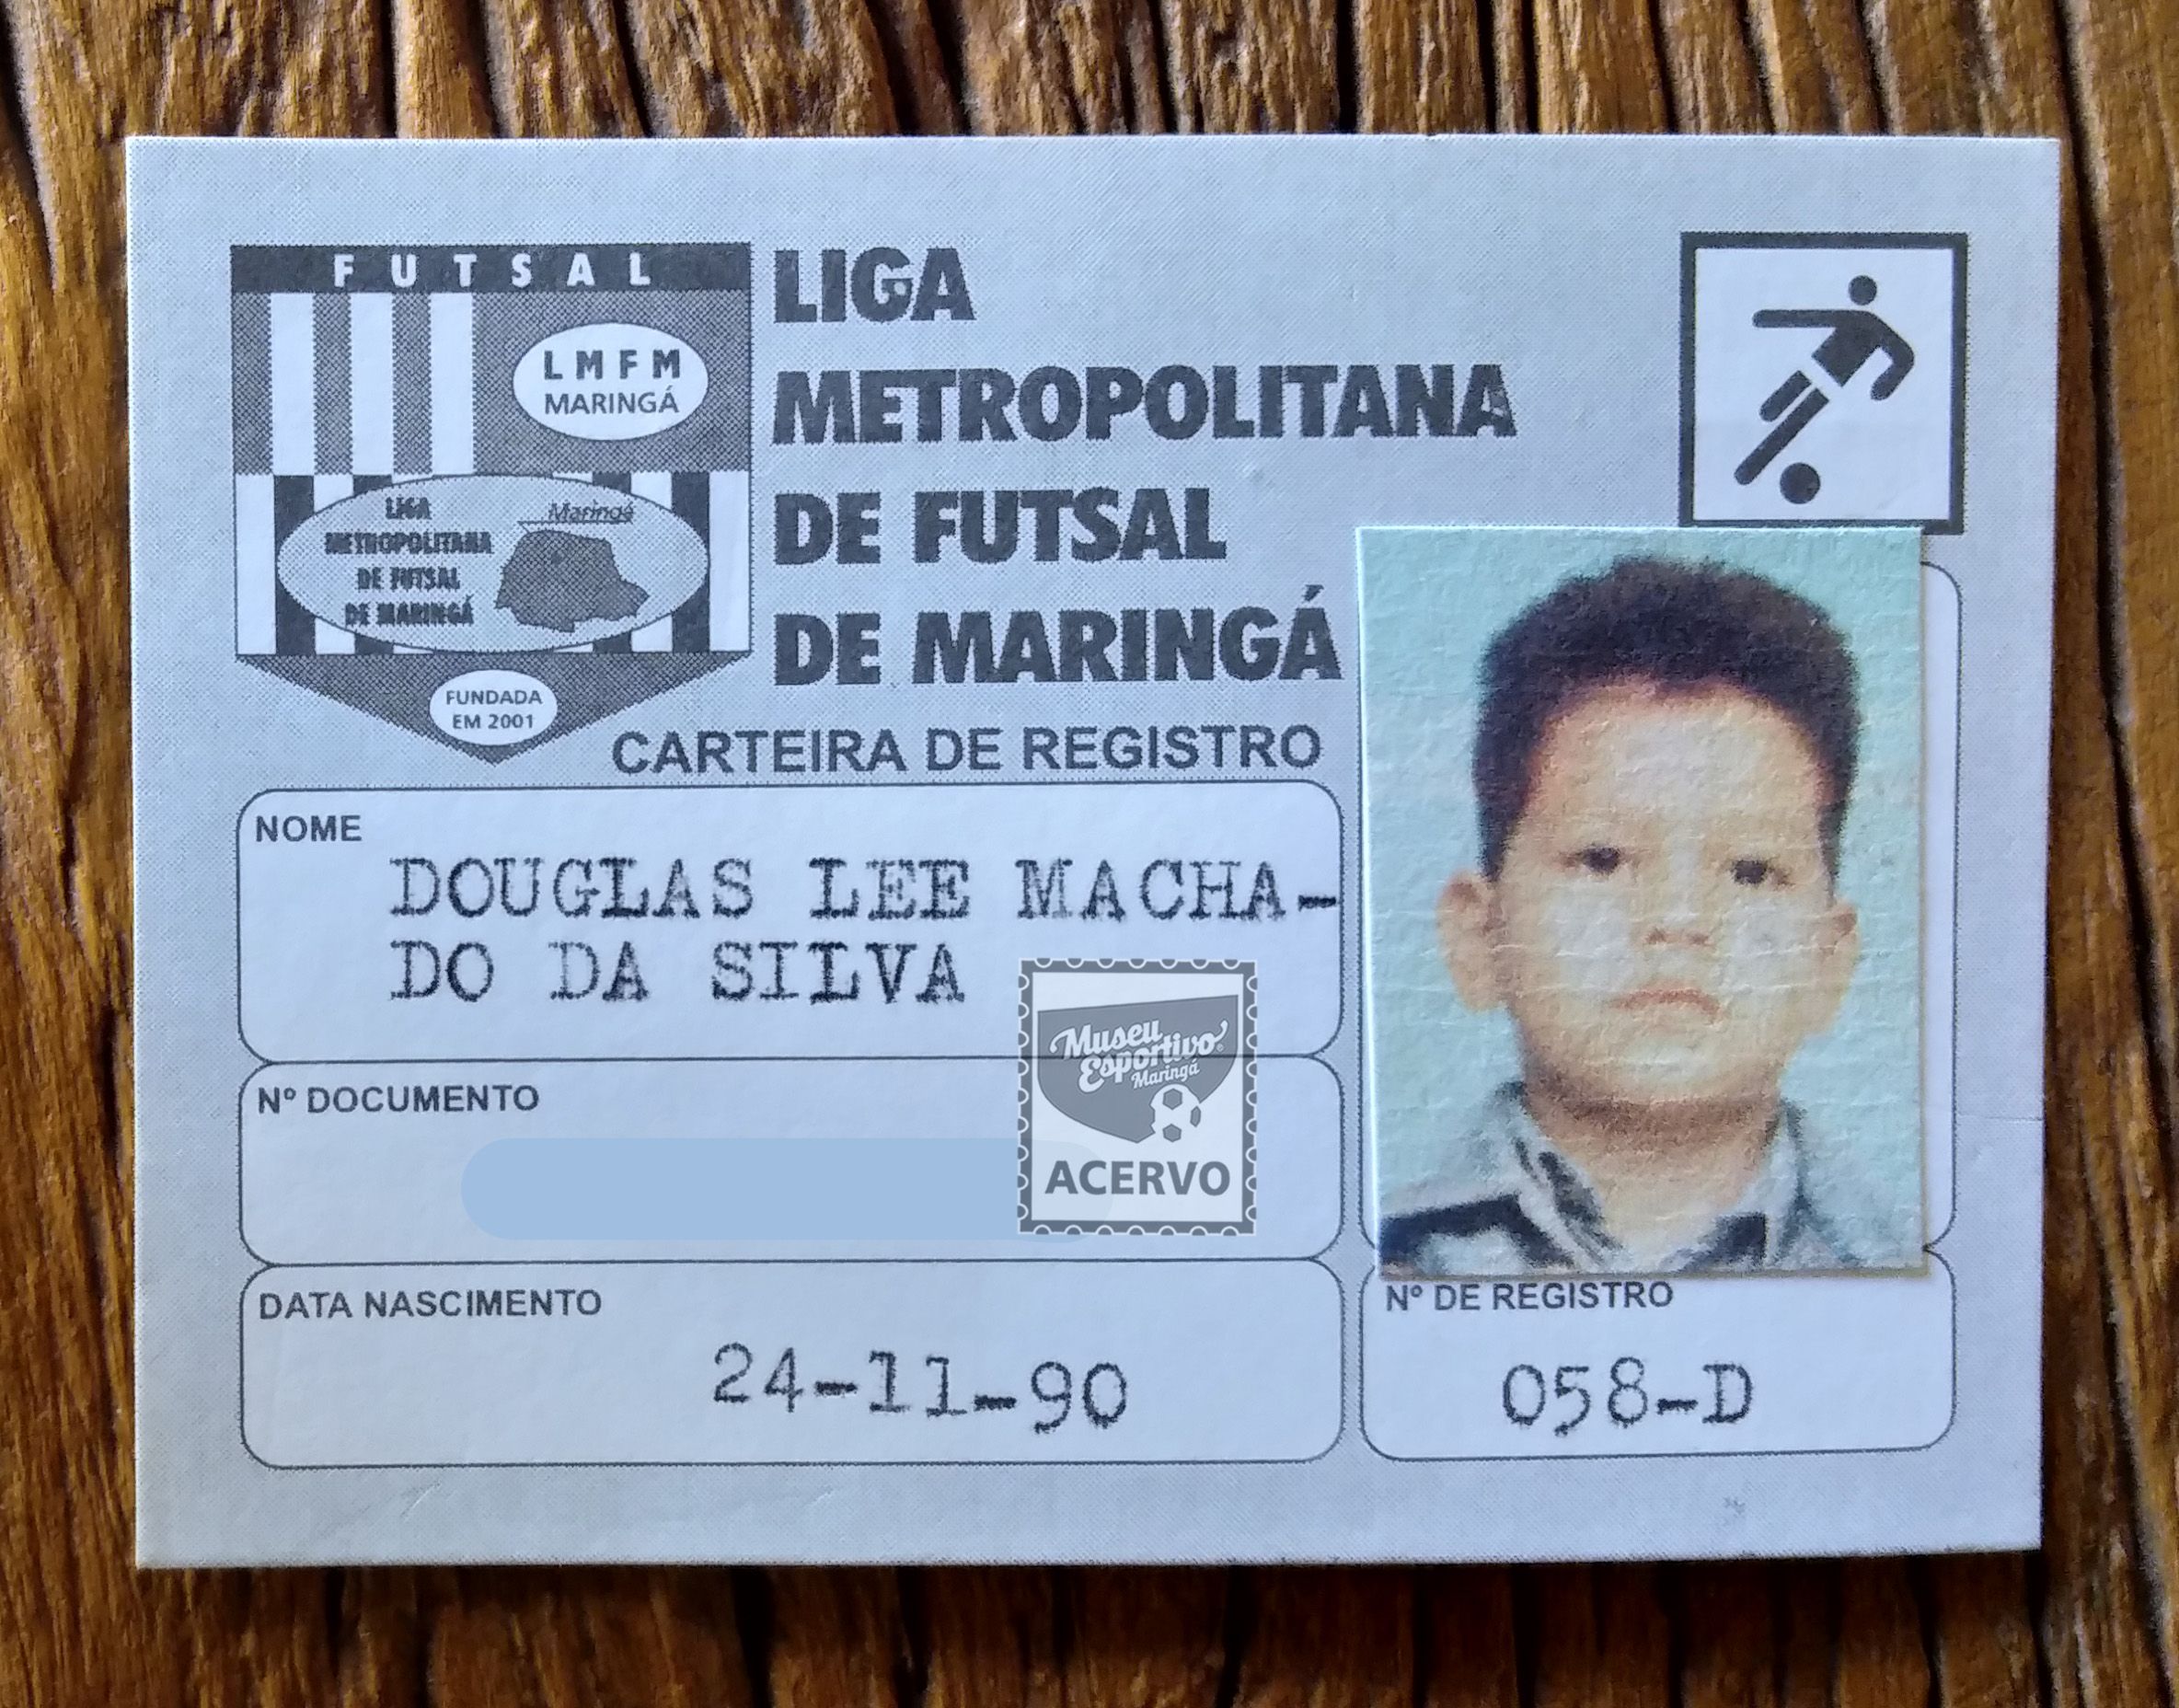 FUTSAL
LMFM
MARINGÁ
LIGA
METROPOLITANA
DE FUTSAL
DE MARINGÁ
Maringá
FUNDADA
EM 2001
LIGA
METROPOLITANA
DE FUTSAL
DE MARINGÁ
CARTEIRA DE REGISTRO
NOME
DOUGLAS LEE MACHA-
DO DA SILVA
Nº DOCUMENTO
Museu
Esportivo
Maringá
ACERVO
DATA NASCIMENTO
24-11-90
Nº DE REGISTRO
058-D